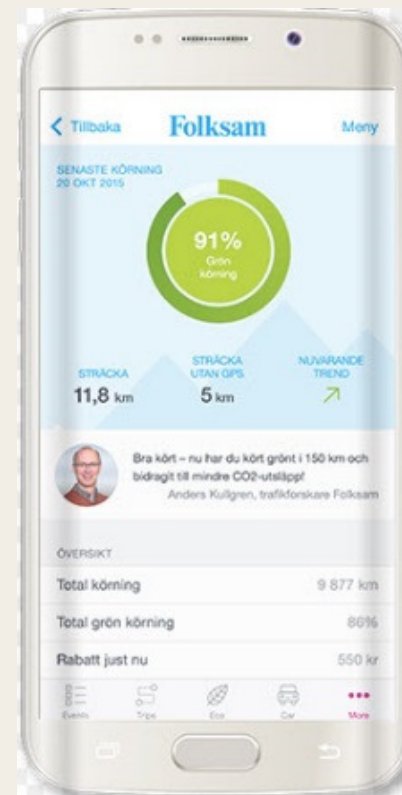 Tillbaka
Folksam
Meny
SENASTE KÖRNING
20 OKT 2015
91%
Grön
körning
STRÄCKA
11,8 km
STRÄCKA
UTAN GPS
5 km
NUVARANDE
TREND
Bra kört – nu har du kört grönt i 150 km och
bidragit till mindre CO2-utsläpp!
Anders Kullgren, trafikforskare Folksam
ÖVERSIKT
Total körning 9 877 km
Total grön körning 86%
Rabatt just nu 550 kr
Events
Trips
Eco
Car
More